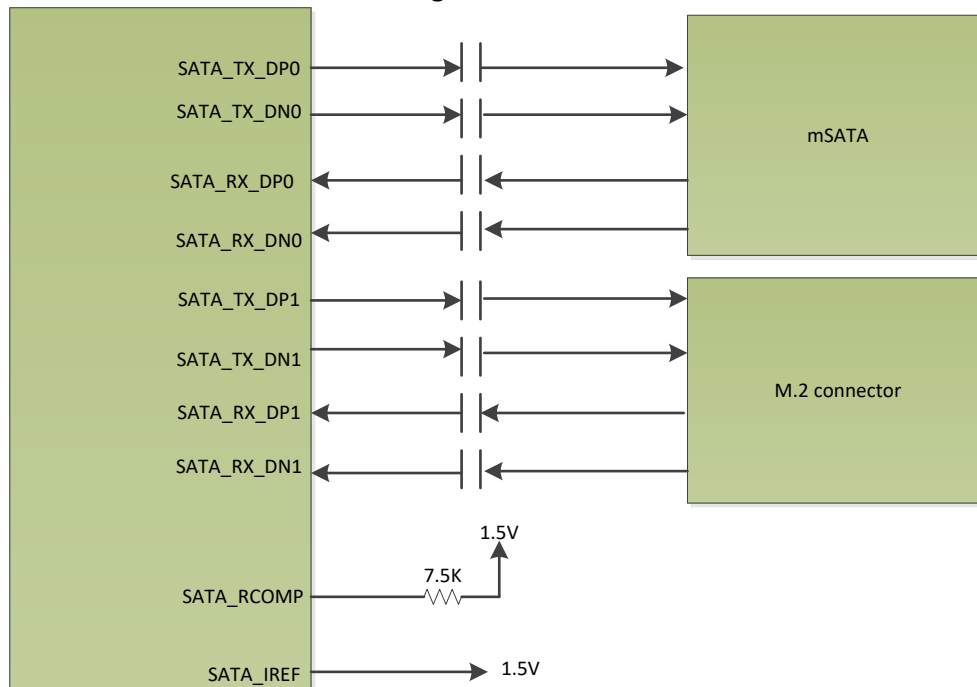 SATA_TX_DP0
SATA_TX_DN0
mSATA
SATA_RX_DP0
SATA_RX_DN0
SATA_TX_DP1
SATA_TX_DN1
M.2 connector
SATA_RX_DP1
SATA_RX_DN1
1.5V
7.5K
SATA_RCOMP
SATA_IREF
1.5V